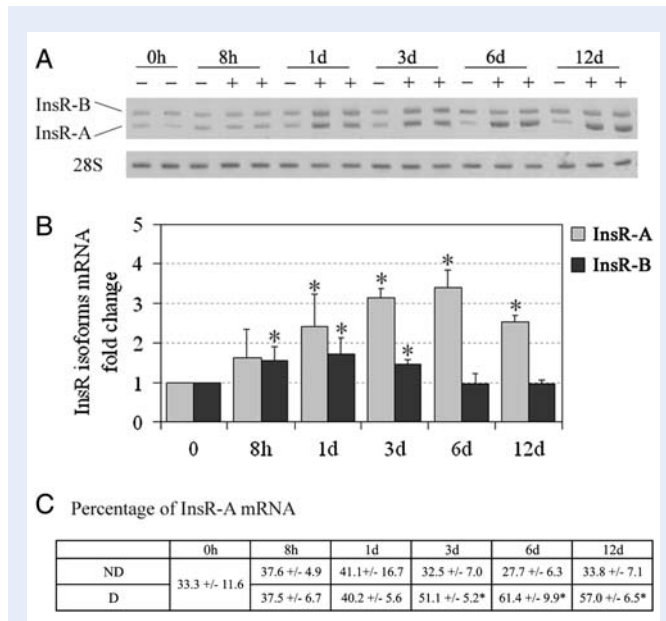 A
0h 8h 1d 3d 6d 12d
− − − + + − + + − + + − + + − + +
InsR-B
InsR-A
28S
B
InsR isoforms mRNA
fold change
5
4
3
2
1
0
* * * * * * *
InsR-A
InsR-B
0 8h 1d 3d 6d 12d
C Percentage of InsR-A mRNA
0h 8h 1d 3d 6d 12d
ND 33.3 +/- 11.6 37.6 +/- 4.9 41.1+/- 16.7 32.5 +/- 7.0 27.7 +/- 6.3 33.8 +/- 7.1
D 37.5 +/- 6.7 40.2 +/- 5.6 51.1 +/- 5.2* 61.4 +/- 9.9* 57.0 +/- 6.5*